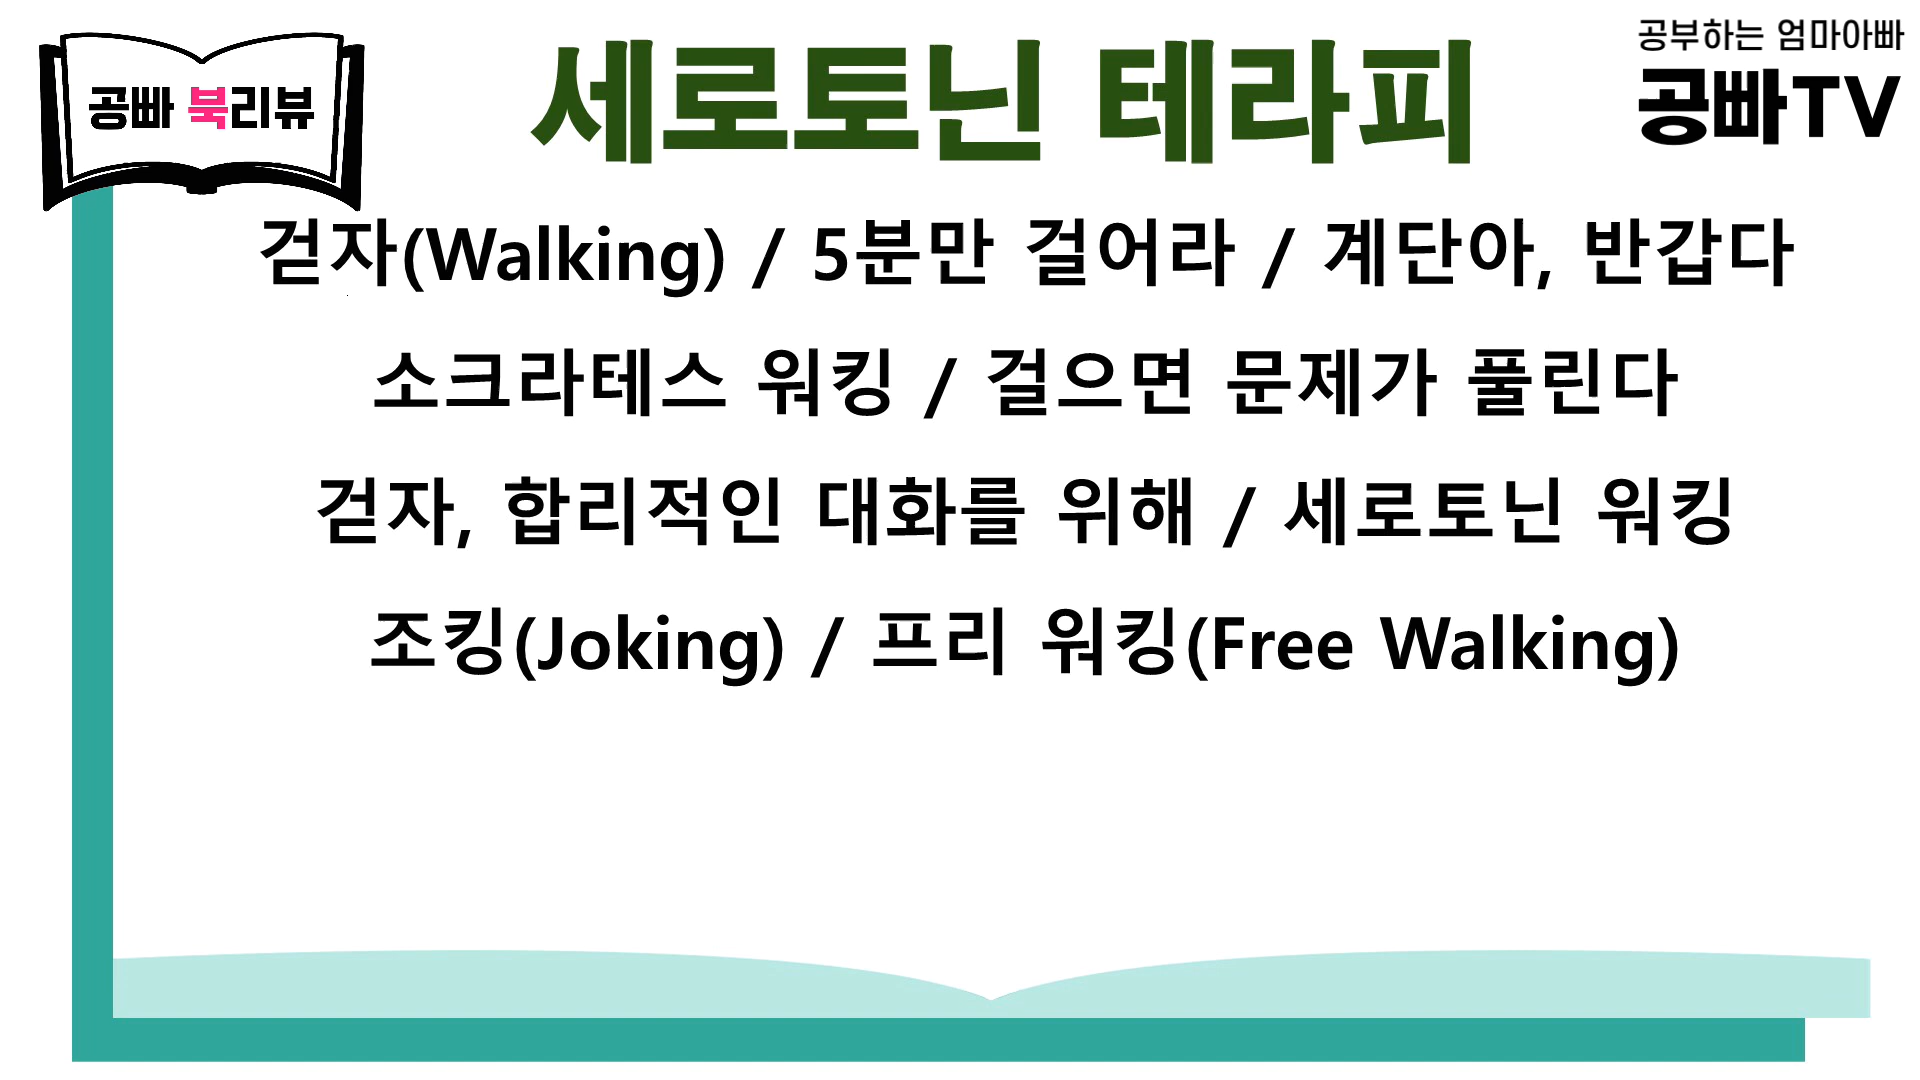 공빠 북리뷰
세로토닌 테라피
공부하는 엄마아빠
공빠TV
걷자(Walking) / 5분만 걸어라 / 계단아, 반갑다
소크라테스 워킹 / 걸으면 문제가 풀린다
걷자, 합리적인 대화를 위해 / 세로토닌 워킹
조킹(Joking) / 프리 워킹(Free Walking)